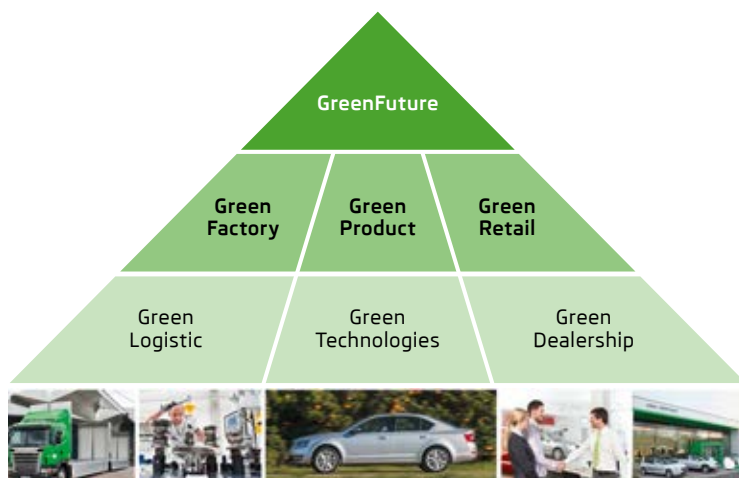 GreenFuture
Green
Factory
Green
Product
Green
Retail
Green
Logistic
Green
Technologies
Green
Dealership